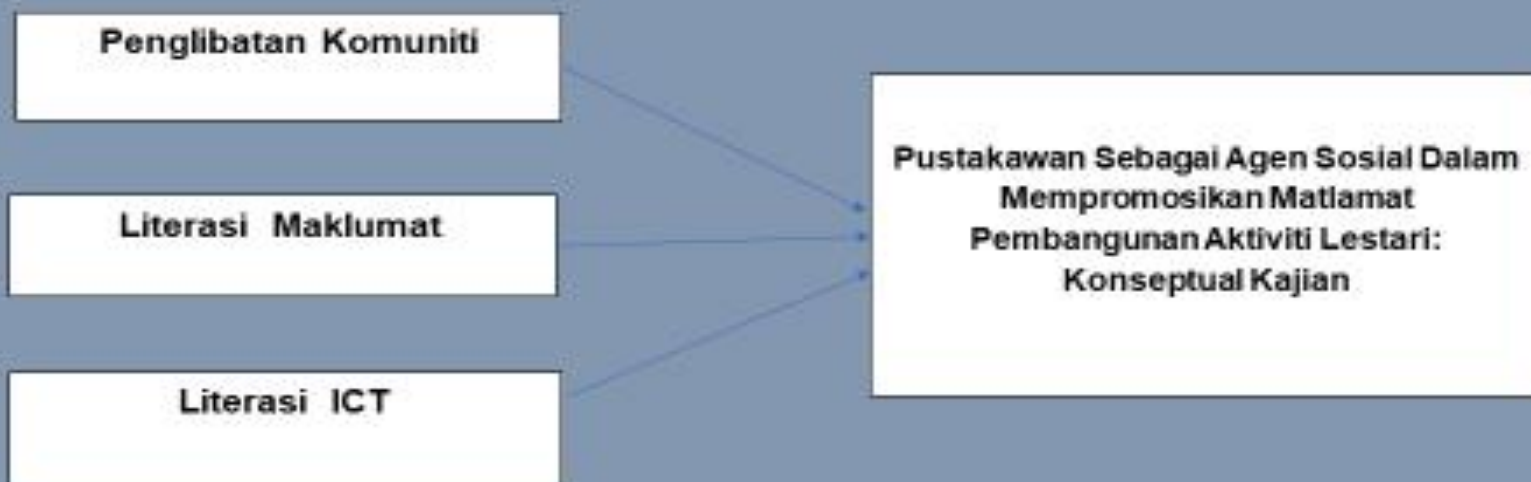 Penglibatan Komuniti
Literasi Maklumat
Literasi ICT
Pustakawan Sebagai Agen Sosial Dalam
Mempromosikan Matlamat
Pembangunan Aktiviti Lestari:
Konseptual Kajian